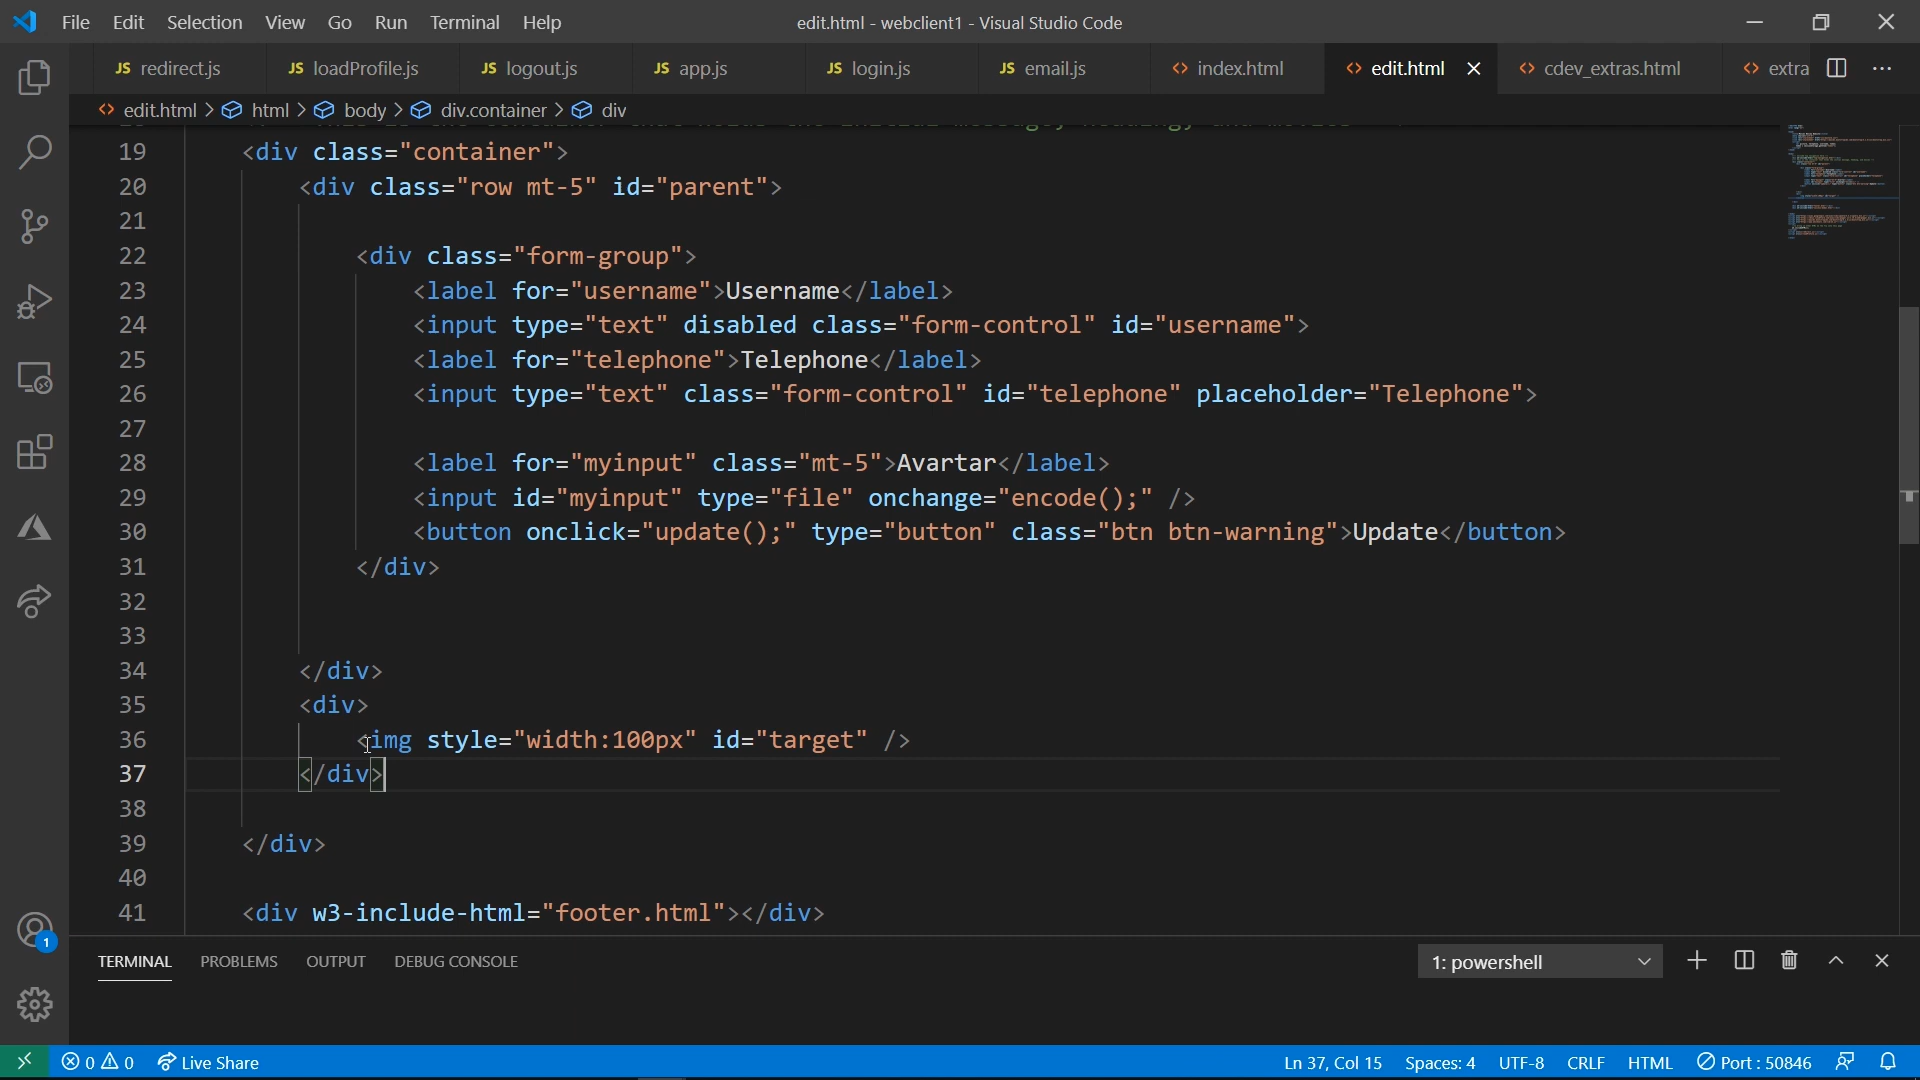 File Edit Selection View Go Run Terminal Help
edit.html - webclient1 - Visual Studio Code
JS redirect.js JS loadProfile.js JS logout.js JS app.js JS login.js JS email.js <> index.html <> edit.html <> cdev_extras.html <> extra
<> edit.html > html > body > div.container > div
19 <div class="container">
20 <div class="row mt-5" id="parent">
21
22 <div class="form-group">
23 <label for="username">Username</label>
24 <input type="text" disabled class="form-control" id="username">
25 <label for="telephone">Telephone</label>
26 <input type="text" class="form-control" id="telephone" placeholder="Telephone">
27
28 <label for="myinput" class="mt-5">Avartar</label>
29 <input id="myinput" type="file" onchange="encode();" />
30 <button onclick="update();" type="button" class="btn btn-warning">Update</button>
31 </div>
32
33
34 </div>
35 <div>
36 <img style="width:100px" id="target" />
37 </div>
38
39 </div>
40
41 <div w3-include-html="footer.html"></div>
TERMINAL PROBLEMS OUTPUT DEBUG CONSOLE 1: powershell
1
0 0 Live Share Ln 37, Col 15 Spaces: 4 UTF-8 CRLF HTML Port : 50846